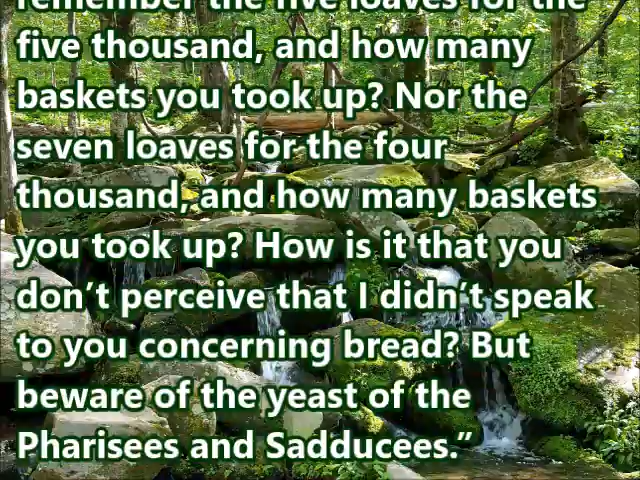 remember the five loaves for the
five thousand, and how many
baskets you took up? Nor the
seven loaves for the four
thousand, and how many baskets
you took up? How is it that you
don’t perceive that I didn’t speak
to you concerning bread? But
beware of the yeast of the
Pharisees and Sadducees.”